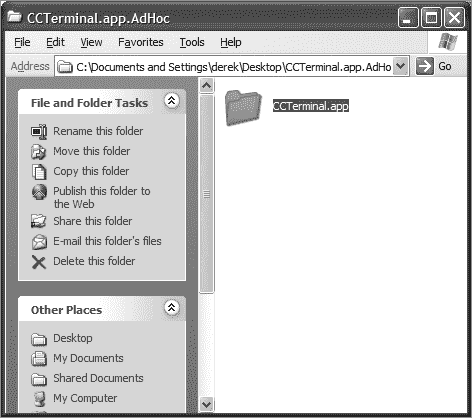 CCTerminal.app.AdHoc
File Edit View Favorites Tools Help
Address C:\Documents and Settings\derek\Desktop\CCTerminal.app.AdHo Go
File and Folder Tasks
Rename this folder
Move this folder
Copy this folder
Publish this folder to
the Web
Share this folder
E-mail this folder's files
Delete this folder
Other Places
Desktop
My Documents
Shared Documents
My Computer
CCTerminal.app